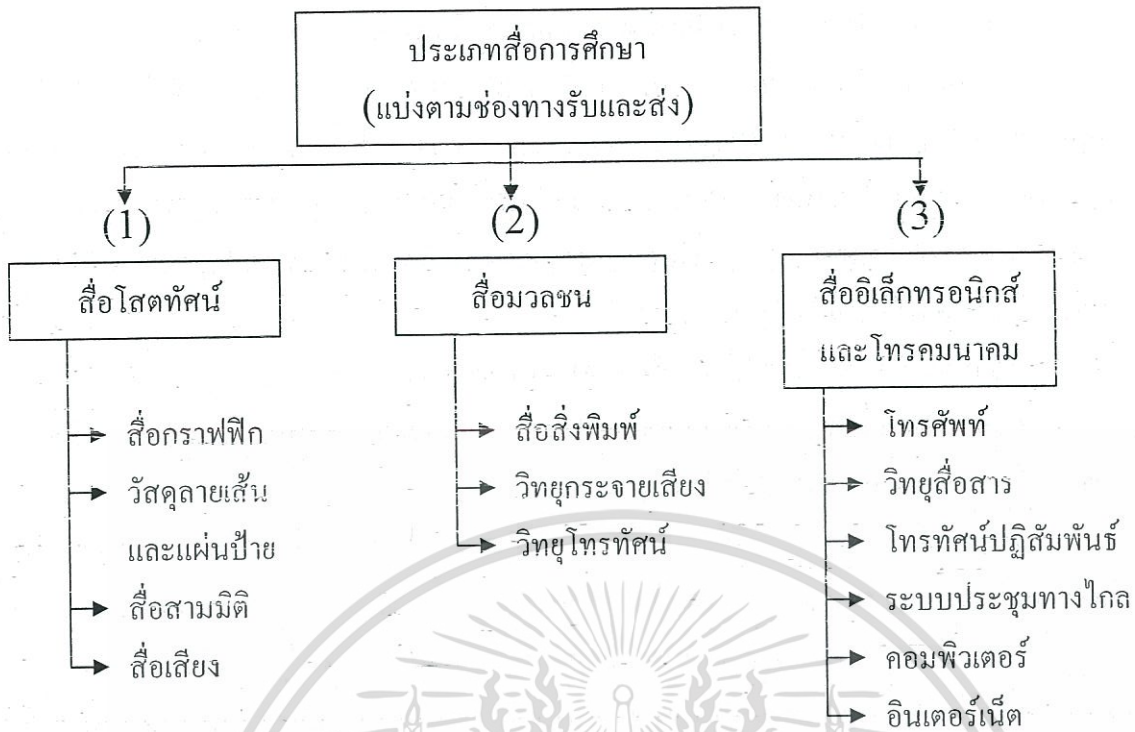 ประเภทสื่อการศึกษา
(แบ่งตามช่องทางรับและส่ง)
(1)
สื่อโสตทัศน์
สื่อกราฟฟิก
วัสดุลายเส้น
และแผ่นป้าย
สื่อสามมิติ
สื่อเสียง
(2)
สื่อมวลชน
สื่อสิ่งพิมพ์
วิทยุกระจายเสียง
วิทยุโทรทัศน์
(3)
สื่ออิเล็กทรอนิกส์
และโทรคมนาคม
โทรศัพท์
วิทยุสื่อสาร
โทรทัศน์ปฏิสัมพันธ์
ระบบประชุมทางไกล
คอมพิวเตอร์
อินเตอร์เน็ต